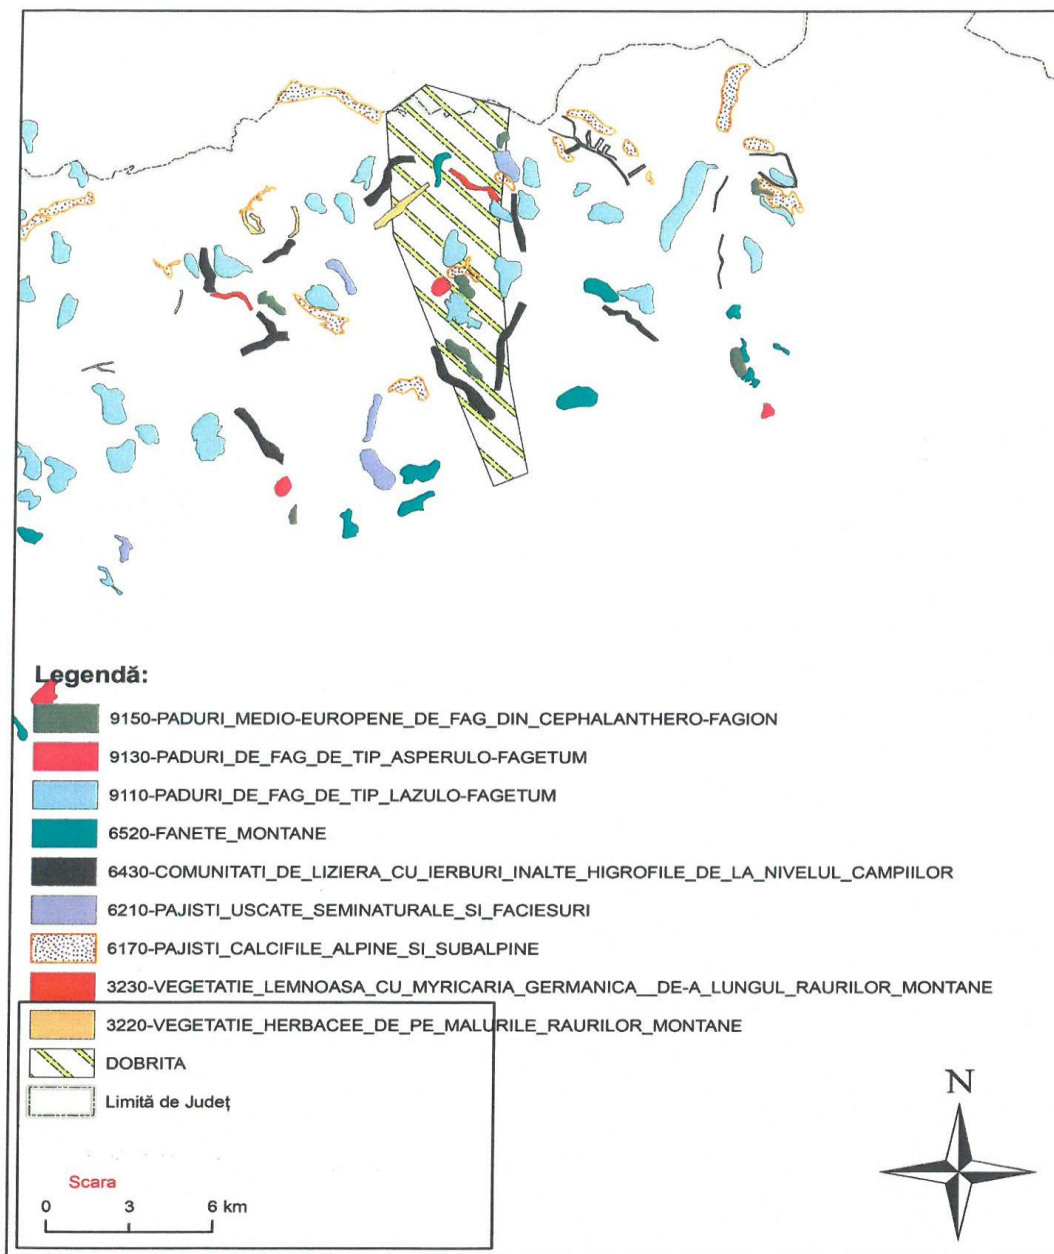 Legendă:
9150-PADURI_MEDIO-EUROPENE_DE_FAG_DIN_CEPHALANTHERO-FAGION
9130-PADURI_DE_FAG_DE_TIP_ASPERULO-FAGETUM
9110-PADURI_DE_FAG_DE_TIP_LAZULO-FAGETUM
6520-FANETE_MONTANE
6430-COMUNITATI_DE_LIZIERA_CU_IERBURI_INALTE_HIGROFILE_DE_LA_NIVELUL_CAMPIILOR
6210-PAJISTI_USCATE_SEMINATURALE_SI_FACIESURI
6170-PAJISTI_CALCIFILE_ALPINE_SI_SUBALPINE
3230-VEGETATIE_LEMNOASA_CU_MYRICARIA_GERMANICA__DE-A_LUNGUL_RAURILOR_MONTANE
3220-VEGETATIE_HERBACEE_DE_PE_MALURILE_RAURILOR_MONTANE
DOBRITA
Limită de Județ
N
Scara
0 3 6 km